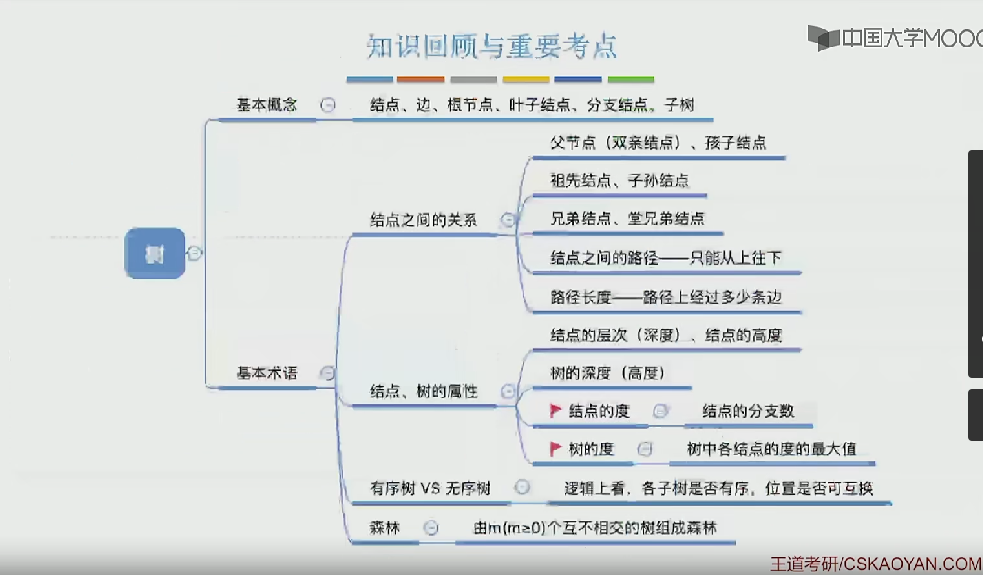 知识回顾与重要考点
中国大学MOOC
基本概念
结点、边、根节点、叶子结点、分支结点、子树
父节点（双亲结点）、孩子结点
祖先结点、子孙结点
结点之间的关系
兄弟结点、堂兄弟结点
结点之间的路径——只能从上往下
路径长度——路径上经过多少条边
树
基本术语
结点的层次（深度）、结点的高度
树的深度（高度）
结点、树的属性
结点的度
结点的分支数
树的度
树中各结点的度的最大值
有序树 VS 无序树
逻辑上看，各子树是否有序，位置是否可互换
森林
由m(m≥0)个互不相交的树组成森林
王道考研/CSKAOYAN.COM